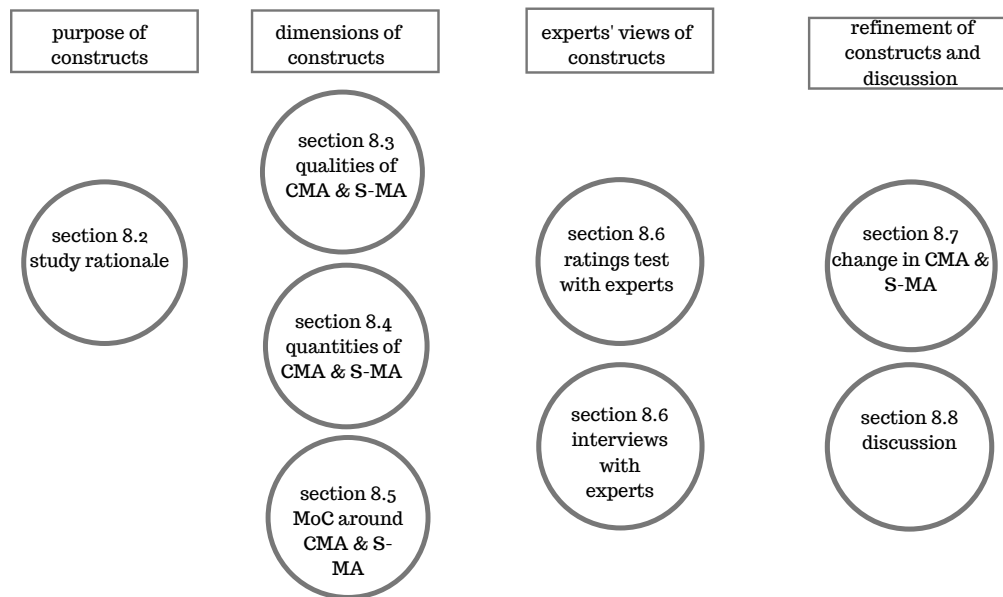 purpose of
constructs
dimensions of
constructs
experts' views of
constructs
refinement of
constructs and
discussion
section 8.2
study rationale
section 8.3
qualities of
CMA & S-MA
section 8.4
quantities of
CMA & S-MA
section 8.5
MoC around
CMA & S-
MA
section 8.6
ratings test
with experts
section 8.6
interviews
with
experts
section 8.7
change in CMA &
S-MA
section 8.8
discussion